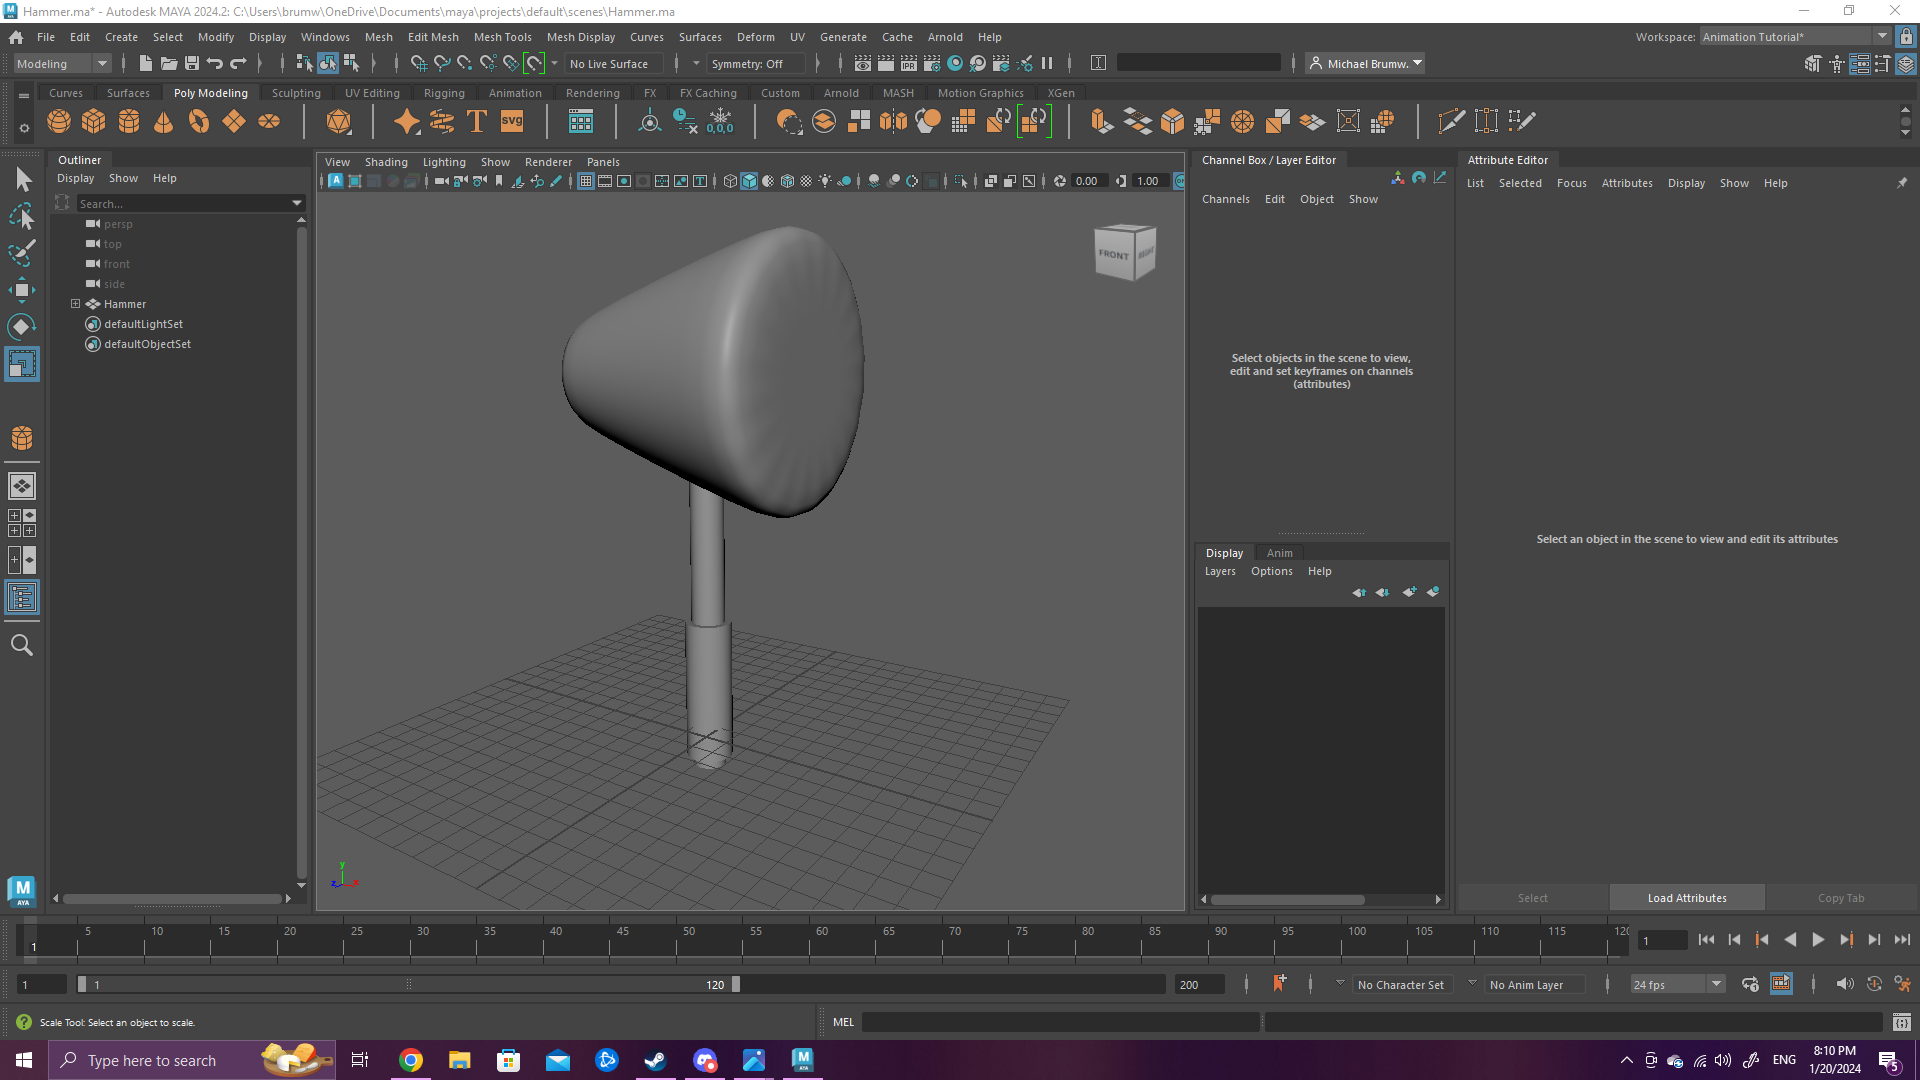 Hammer.ma* - Autodesk MAYA 2024.2: C:\Users\brumw\OneDrive\Documents\maya\projects\default\scenes\Hammer.ma
File Edit Create Select Modify Display Windows Mesh Edit Mesh Mesh Tools Mesh Display Curves Surfaces Deform UV Generate Cache Arnold Help
Workspace: Animation Tutorial*
Modeling No Live Surface Symmetry: Off IPR Michael Brumw.
Curves Surfaces Poly Modeling Sculpting UV Editing Rigging Animation Rendering FX FX Caching Custom Arnold MASH Motion Graphics XGen
T SVG 0,0,0
Outliner
Display Show Help
Search...
persp
top
front
side
Hammer
defaultLightSet
defaultObjectSet
View Shading Lighting Show Renderer Panels
A 0.00 1.00
FRONT RIGHT
y
z x
Channel Box / Layer Editor
Channels Edit Object Show
Select objects in the scene to view,
edit and set keyframes on channels
(attributes)
Display Anim
Layers Options Help
Attribute Editor
List Selected Focus Attributes Display Show Help
Select an object in the scene to view and edit its attributes
Select Load Attributes Copy Tab
M
AYA
5 10 15 20 25 30 35 40 45 50 55 60 65 70 75 80 85 90 95 100 105 110 115 120
1 1
1 1 120 200 No Character Set No Anim Layer 24 fps
Scale Tool: Select an object to scale.
MEL
Type here to search
M
AYA
ENG
8:10 PM
1/20/2024
5